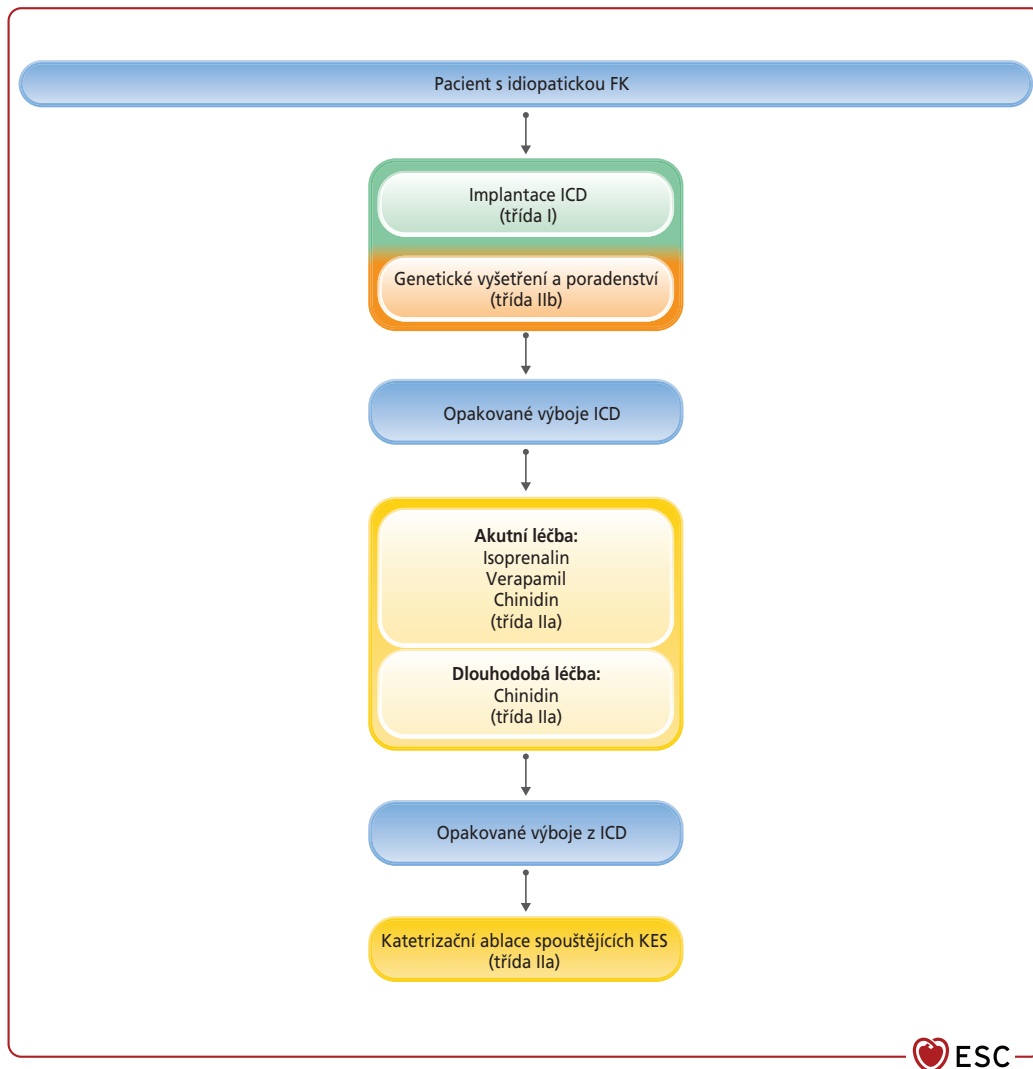 Pacient s idiopatickou FK
Implantace ICD
(třída I)
Genetické vyšetření a poradenství
(třída IIb)
Opakované výboje ICD
Akutní léčba:
Isoprenalin
Verapamil
Chinidin
(třída IIa)
Dlouhodobá léčba:
Chinidin
(třída IIa)
Opakované výboje z ICD
Katetrizační ablace spouštějících KES
(třída IIa)
ESC